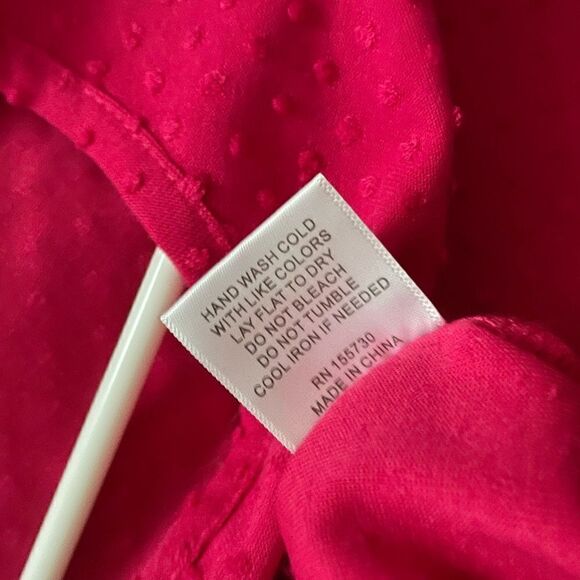 HAND WASH COLD
WITH LIKE COLORS
LAY FLAT TO DRY
DO NOT BLEACH
DO NOT TUMBLE
COOL IRON IF NEEDED
RN 155730
MADE IN CHINA